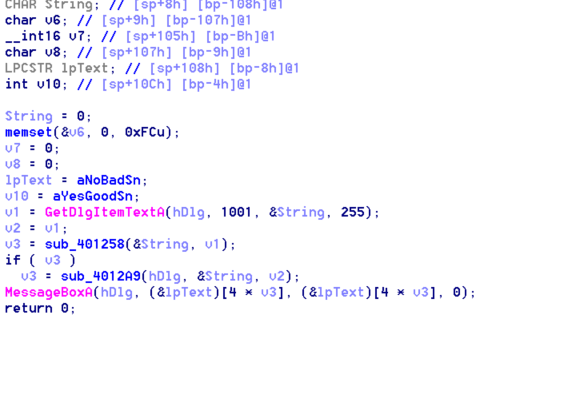 CHAR String; // [sp+8h] [bp-108h]@1
char v6; // [sp+9h] [bp-107h]@1
__int16 v7; // [sp+105h] [bp-Bh]@1
char v8; // [sp+107h] [bp-9h]@1
LPCSTR lpText; // [sp+108h] [bp-8h]@1
int v10; // [sp+10Ch] [bp-4h]@1

String = 0;
memset(&v6, 0, 0xFCu);
v7 = 0;
v8 = 0;
lpText = aNoBadSn;
v10 = aYesGoodSn;
v1 = GetDlgItemTextA(hDlg, 1001, &String, 255);
v2 = v1;
v3 = sub_401258(&String, v1);
if ( v3 )
  v3 = sub_4012A9(hDlg, &String, v2);
MessageBoxA(hDlg, (&lpText)[4 * v3], (&lpText)[4 * v3], 0);
return 0;